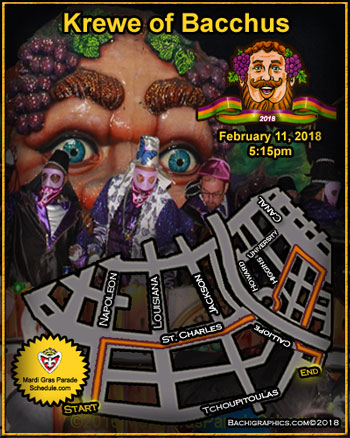 Krewe of Bacchus
2018
February 11, 2018
5:15pm
CANAL
UNIVERSITY
HIGGINS
HOWARD
CALLIOPE
JACKSON
LOUISIANA
NAPOLEON
ST. CHARLES
TCHOUPITOULAS
START
END
Mardi Gras Parade
Schedule.com
BACHIGRAPHICS.COM©2018